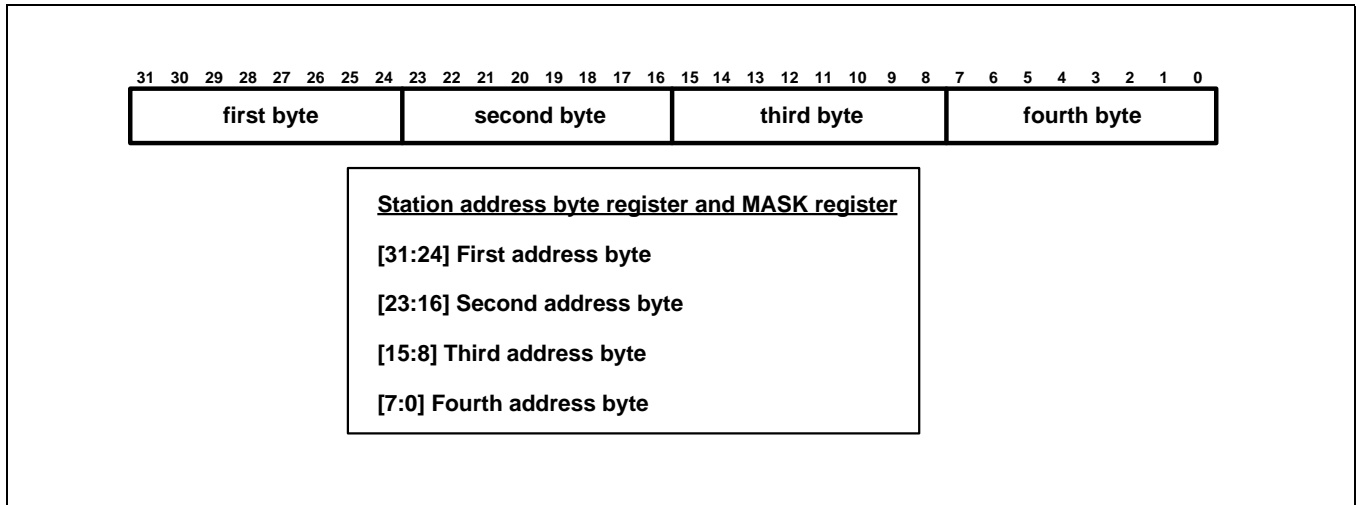 31 30 29 28 27 26 25 24 23 22 21 20 19 18 17 16 15 14 13 12 11 10 9 8 7 6 5 4 3 2 1 0
first byte second byte third byte fourth byte
Station address byte register and MASK register
[31:24] First address byte
[23:16] Second address byte
[15:8] Third address byte
[7:0] Fourth address byte